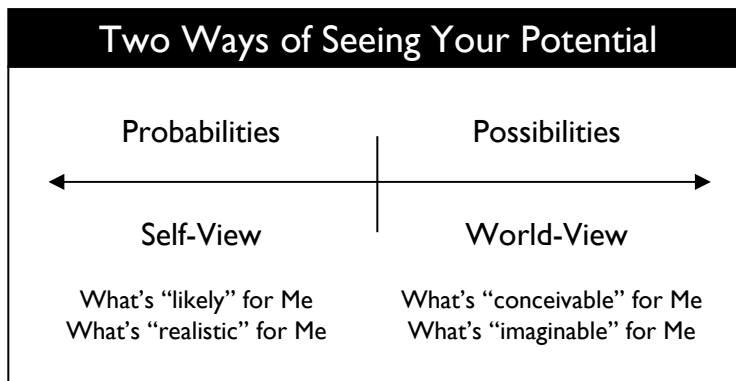 Two Ways of Seeing Your Potential
Probabilities Possibilities
Self-View World-View
What's “likely” for Me What's “conceivable” for Me
What's “realistic” for Me What's “imaginable” for Me